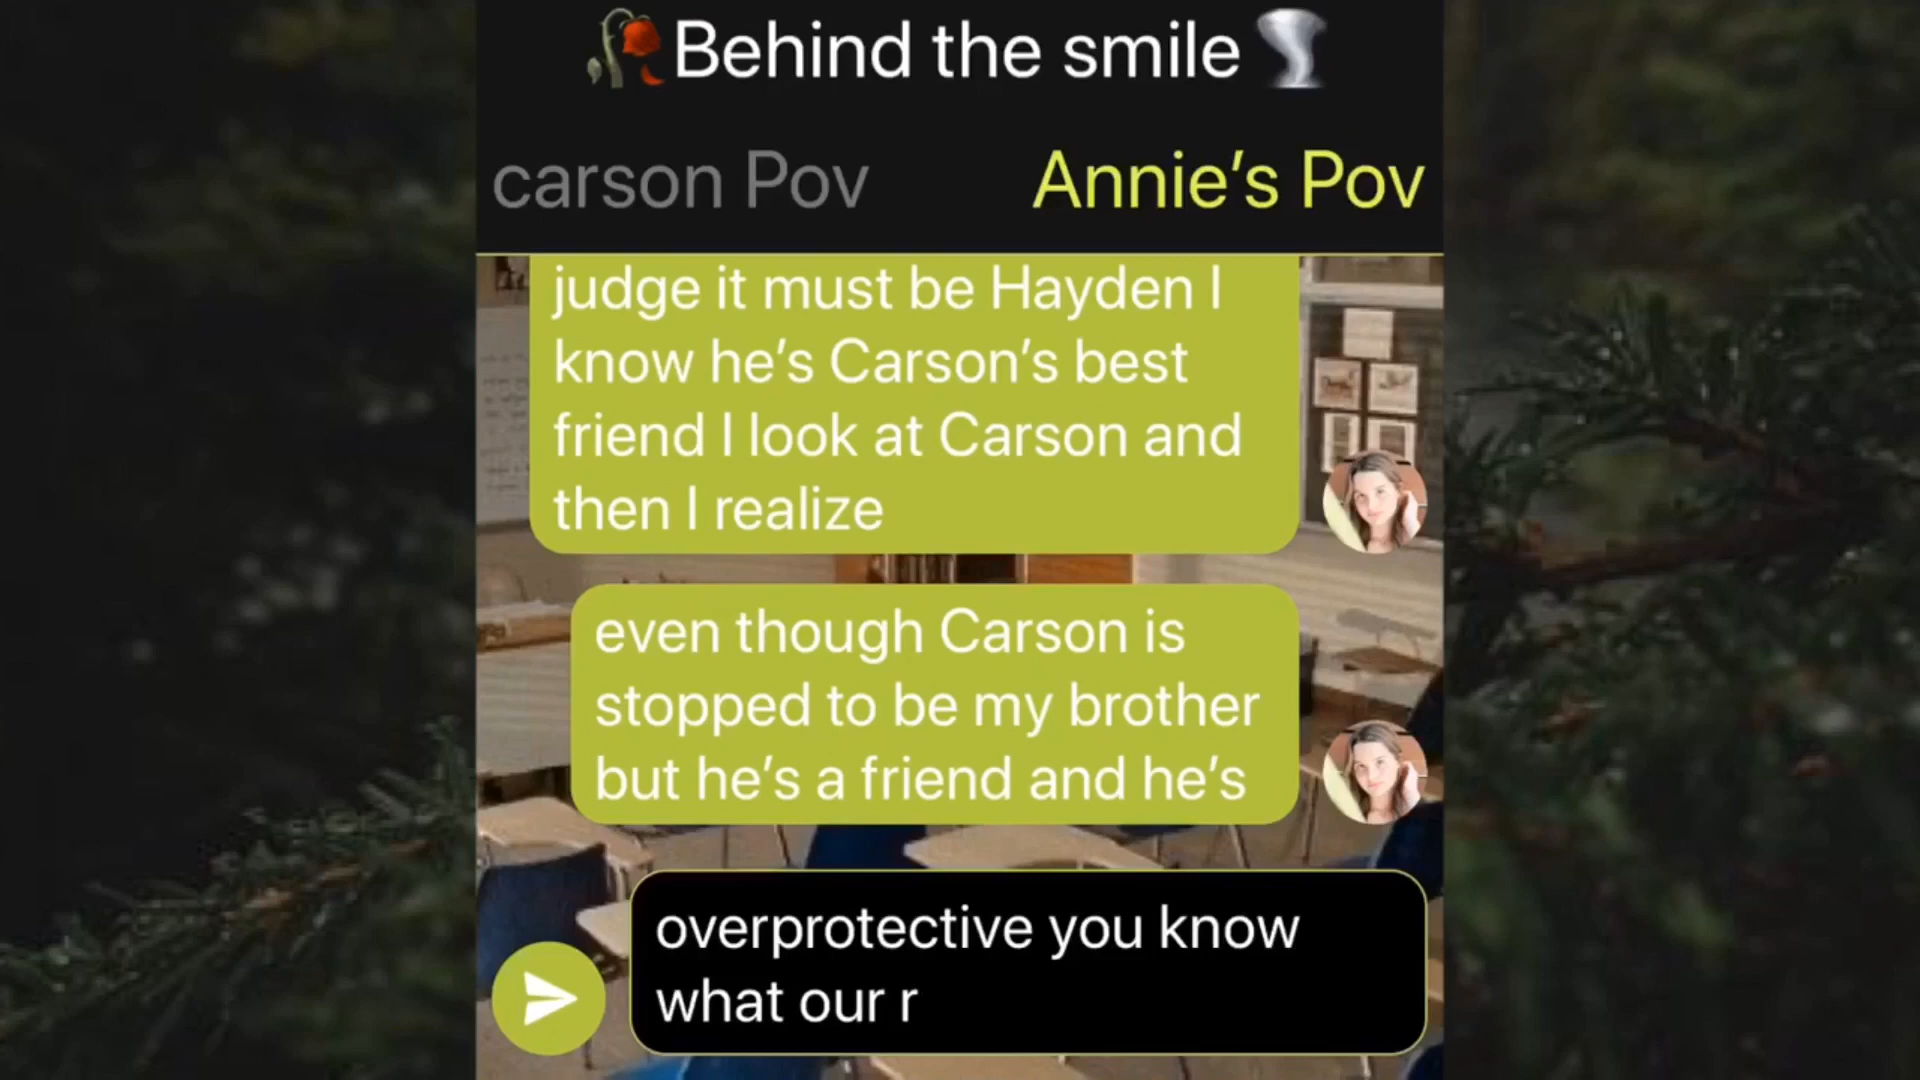 🥀Behind the smile🌪
carson Pov
Annie’s Pov
judge it must be Hayden I
know he’s Carson’s best
friend I look at Carson and
then I realize
even though Carson is
stopped to be my brother
but he’s a friend and he’s
overprotective you know
what our r